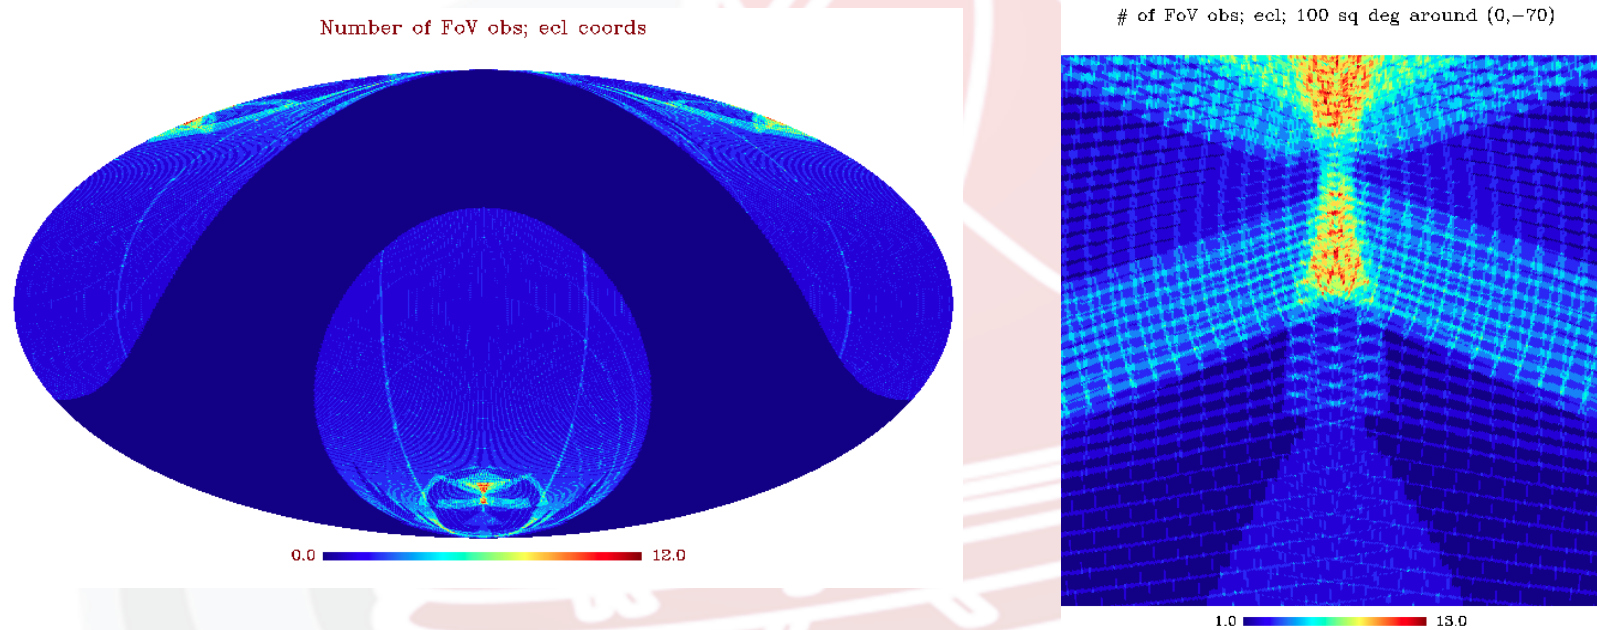 Number of FoV obs; ecl coords
0.0 12.0
# of FoV obs; ecl; 100 sq deg around (0,−70)
1.0 13.0